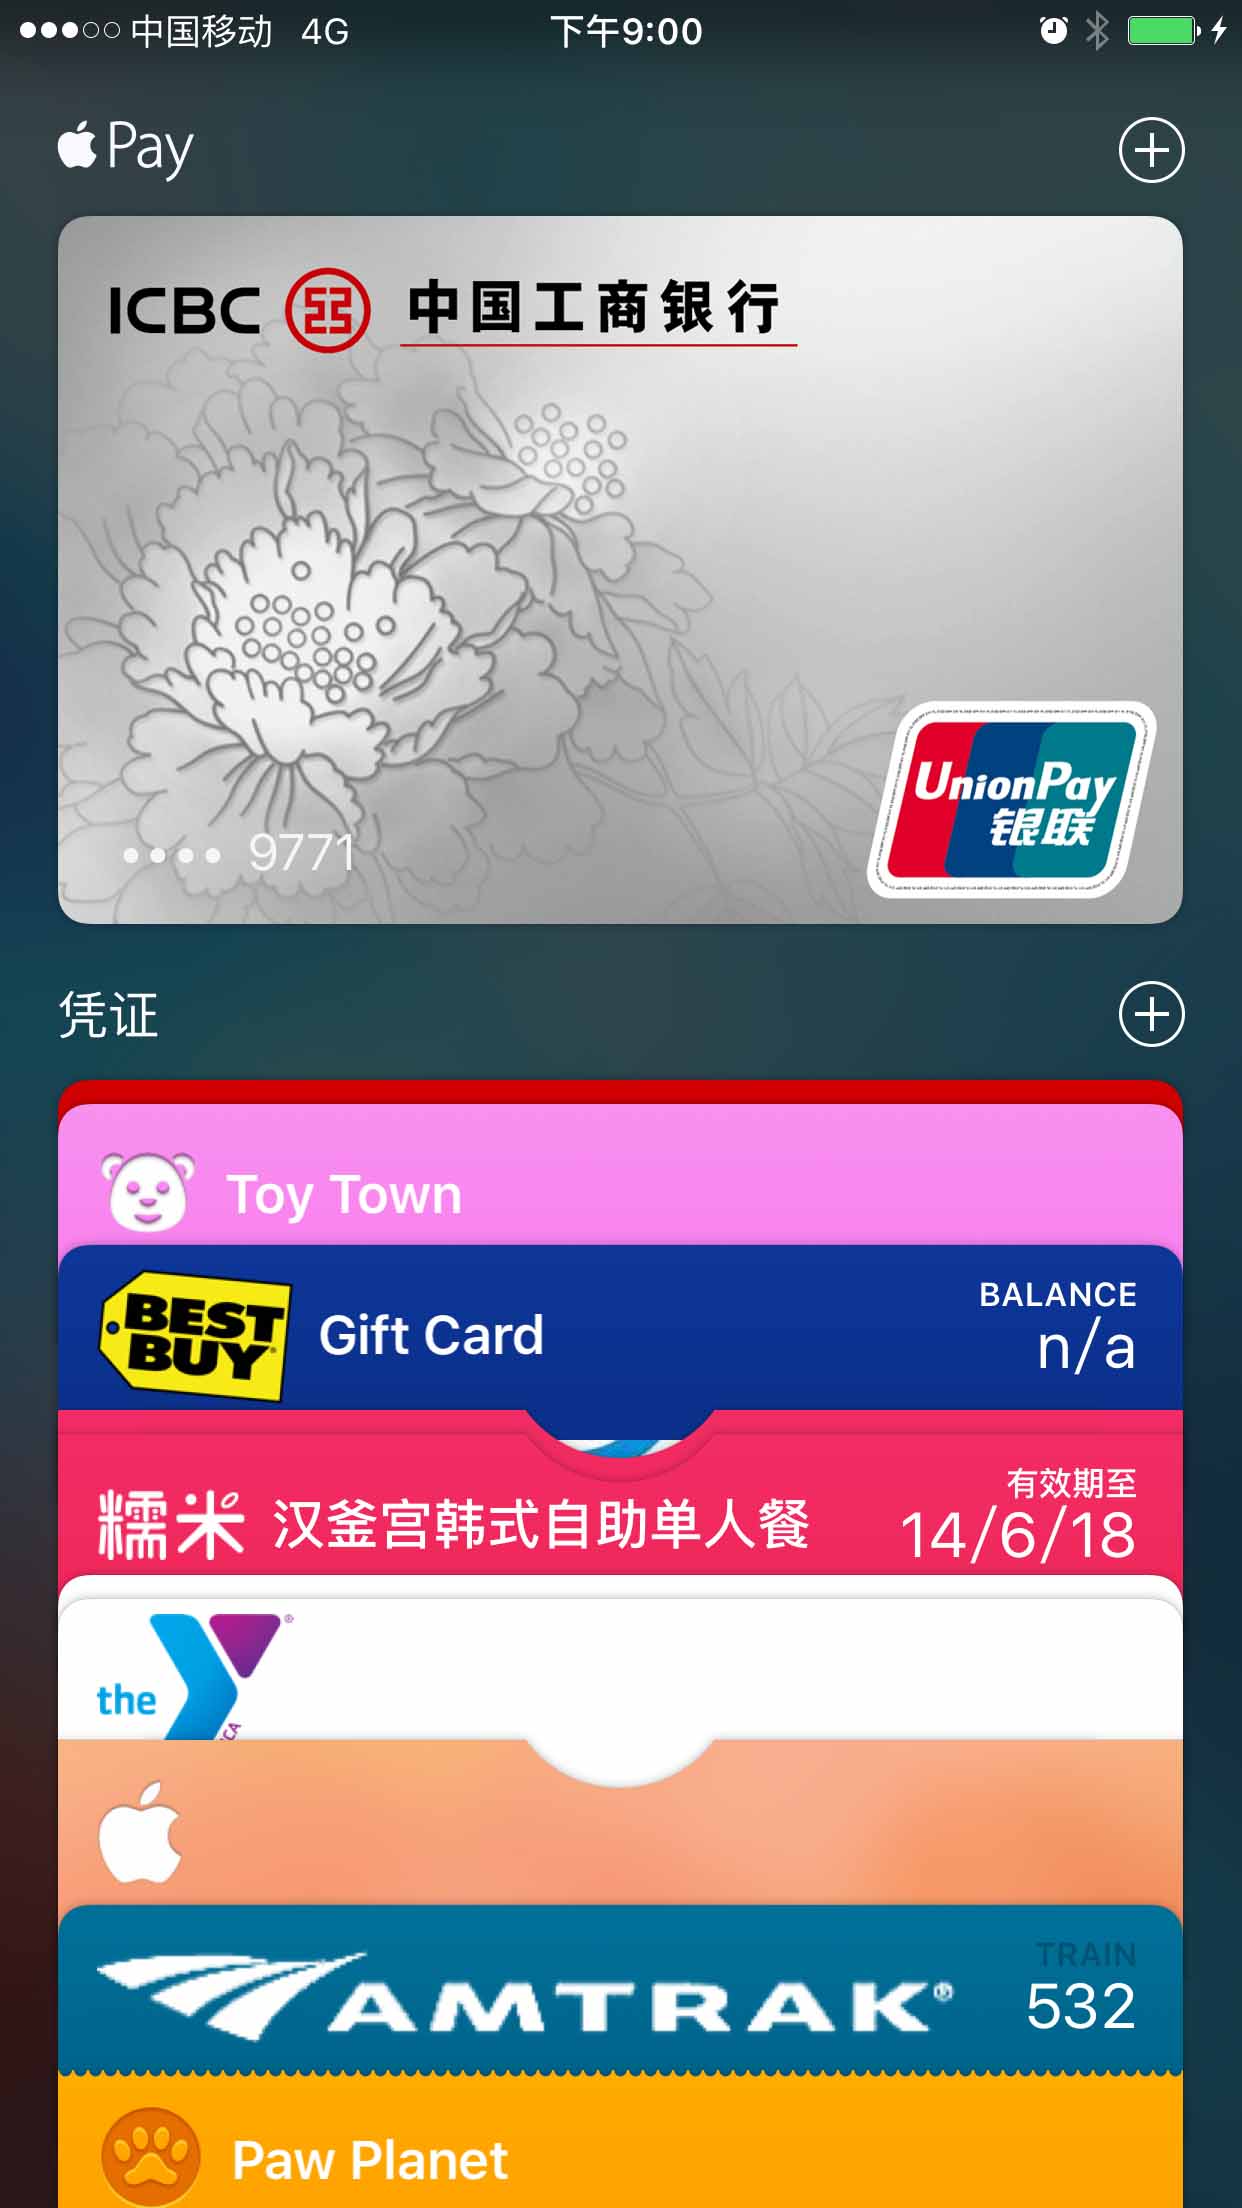 中国移动 4G 下午9:00
Pay
ICBC 中国工商银行
UnionPay
银联
•••• 9771
凭证
Toy Town
BEST BUY
Gift Card
BALANCE
n/a
糯米 汉釜宫韩式自助单人餐
有效期至
14/6/18
the
TRAIN
AMTRAK® 532
Paw Planet